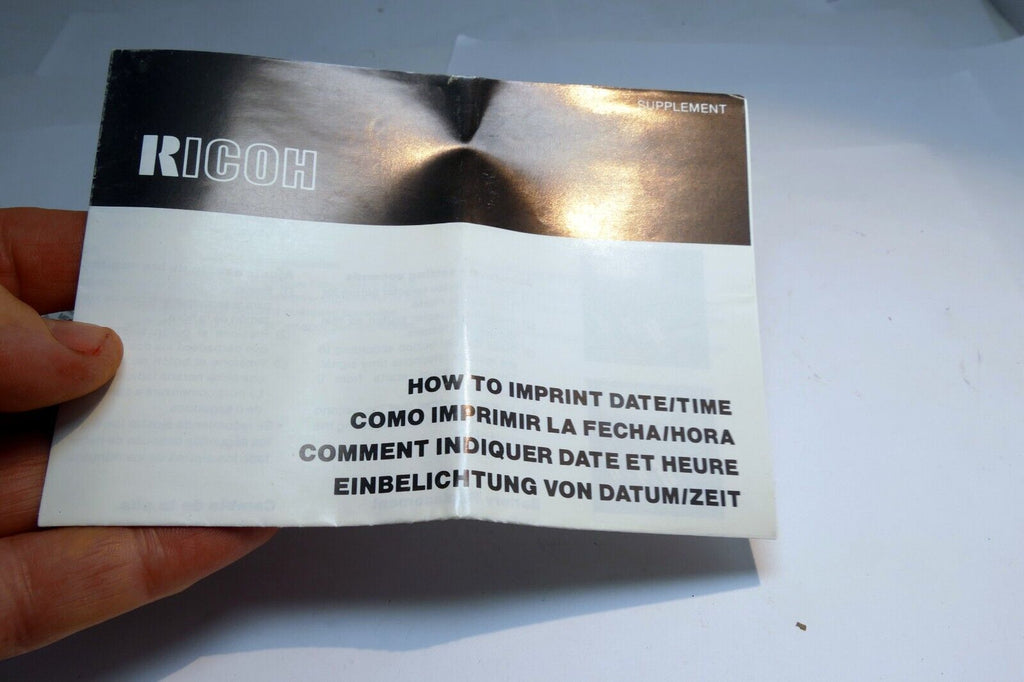 SUPPLEMENT
RICOH
HOW TO IMPRINT DATE/TIME
COMO IMPRIMIR LA FECHA/HORA
COMMENT INDIQUER DATE ET HEURE
EINBELICHTUNG VON DATUM/ZEIT